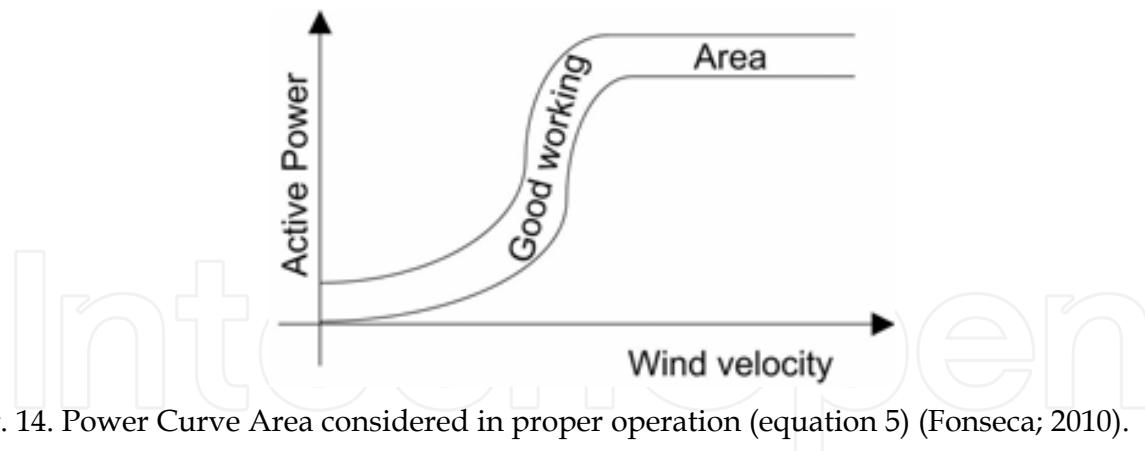 Area
Good working
Active Power
Wind velocity
. 14. Power Curve Area considered in proper operation (equation 5) (Fonseca; 2010).